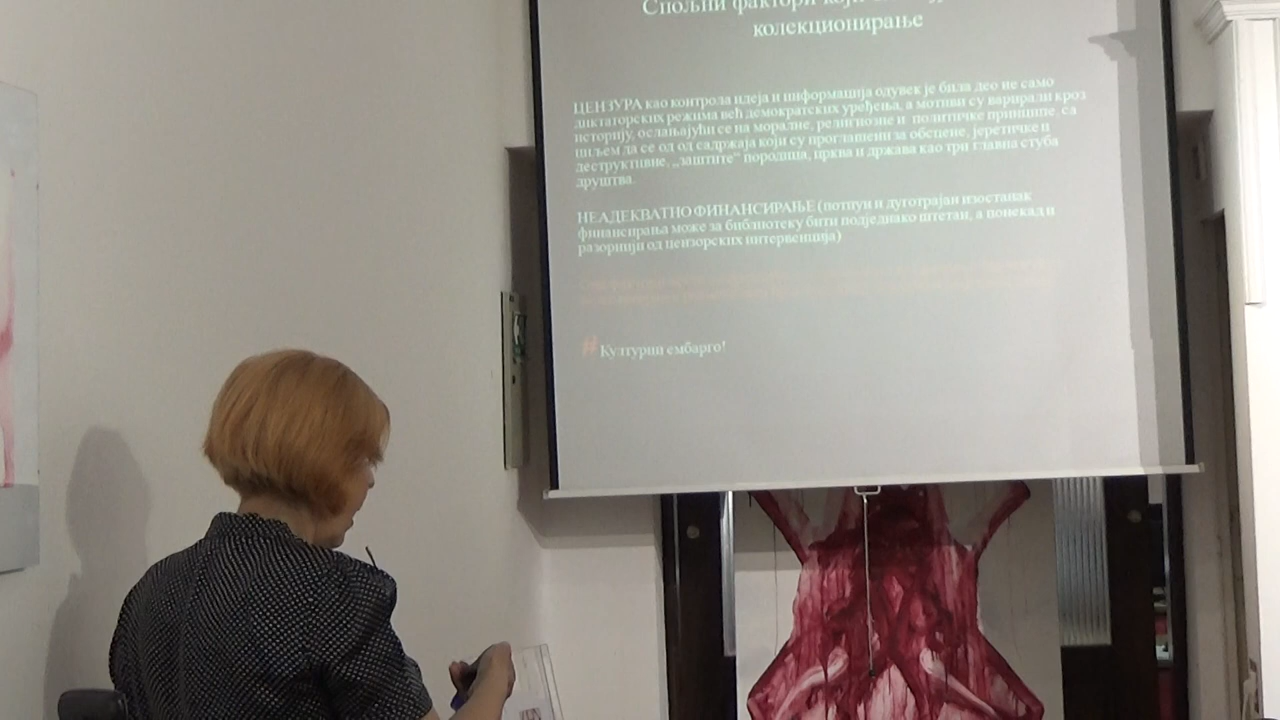 Спољни фактори који
колекционирање
ЦЕНЗУРА као контрола идеја и информација одувек је била део не само
диктаторских режима већ демократских уређења, а мотиви су варирали кроз
историју, ослањајући се на моралне, религиозне и политичке принципе, са
циљем да се од од садржаја који су проглашени за обсцене, јеретичке и
деструктивне, „заштите“ породица, црква и држава као три главна стуба
друштва.
НЕАДЕКВАТНО ФИНАНСИРАЊЕ (потпун и дуготрајан изостанак
финансирања може за библиотеку бити подједнако штетан, а понекад и
разорнији од цензорских интервенција)
# Културни ембарго!